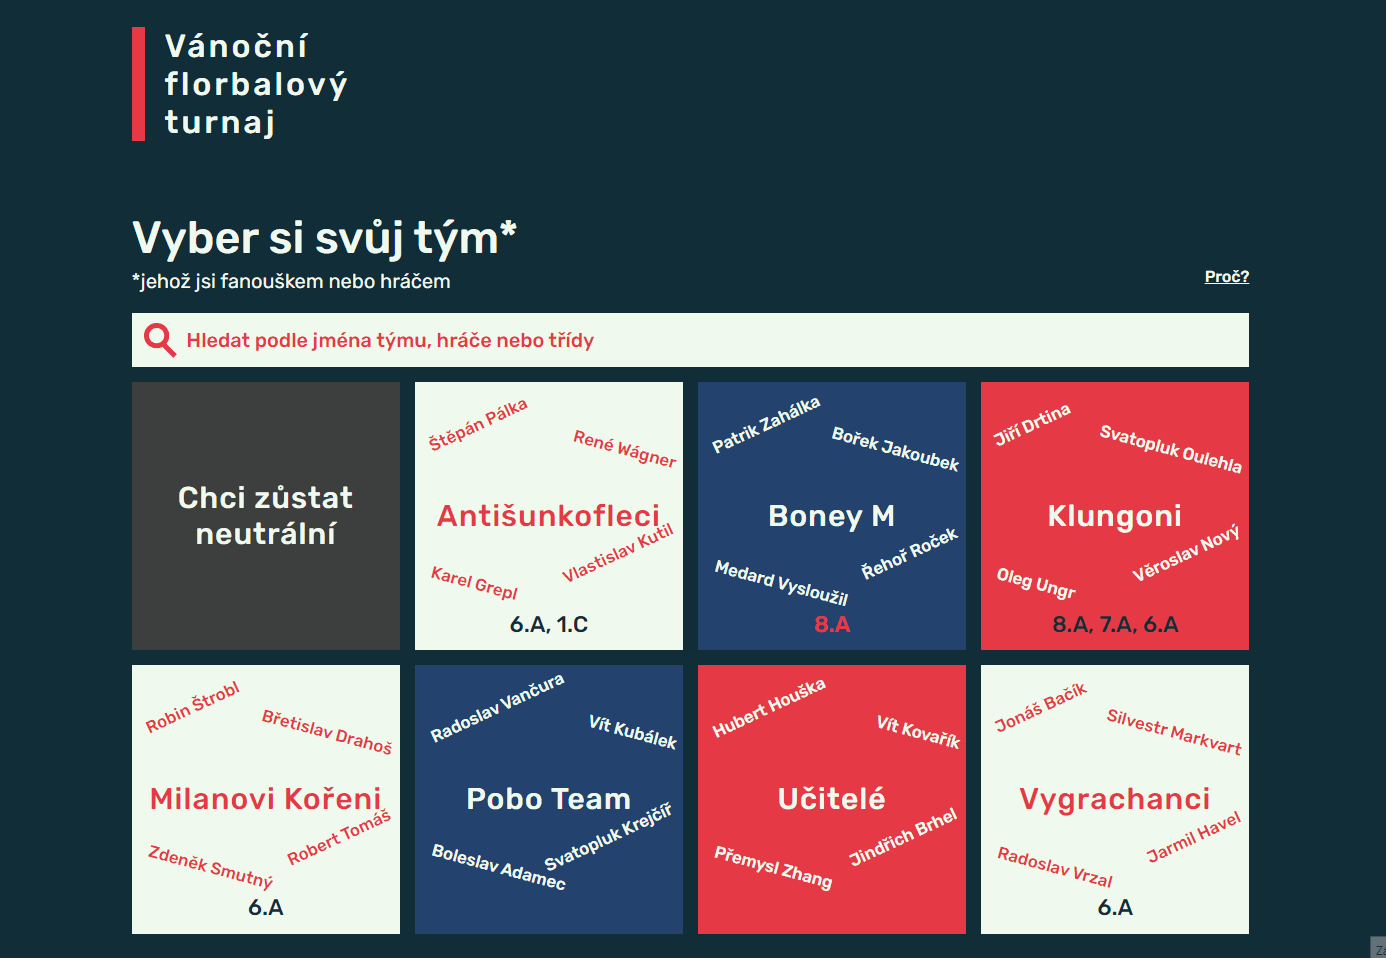 Vánoční
florbalový
turnaj
Vyber si svůj tým*
*jehož jsi fanouškem nebo hráčem
Proč?
Hledat podle jména týmu, hráče nebo třídy
Chci zůstat
neutrální
Štěpán Pálka
René Wágner
Antišunkofleci
Karel Grepl
Vlastislav Kutil
6.A, 1.C
Patrik Zahálka
Bořek Jakoubek
Boney M
Medard Vysloužil
Řehoř Roček
8.A
Jiří Drtina
Svatopluk Oulehla
Klungoni
Oleg Ungr
Věroslav Nový
8.A, 7.A, 6.A
Robin Štrobl
Břetislav Drahoš
Milanovi Kořeni
Zdeněk Smutný
Robert Tomáš
6.A
Radoslav Vančura
Vít Kubálek
Pobo Team
Boleslav Adamec
Svatopluk Krejčíř
Hubert Houška
Vít Kovařík
Učitelé
Přemysl Zhang
Jindřich Brhel
Jonáš Bačík
Silvestr Markvart
Vygrachanci
Radoslav Vrzal
Jarmil Havel
6.A